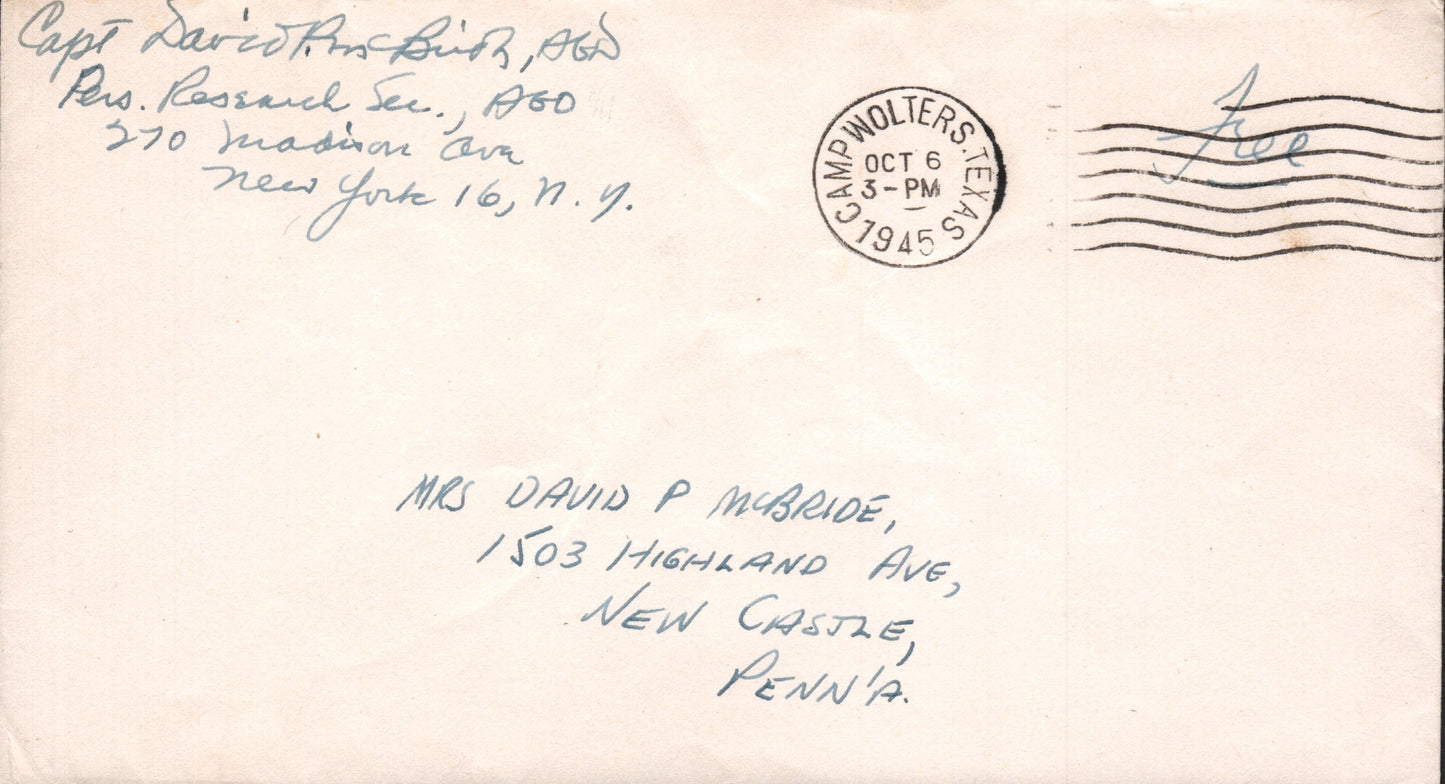 Capt David P. McBride, AGD
Pers. Research Sec., AGO
270 Madison Ave
New York 16, N.Y.
CAMP WOLTERS. TEXAS
OCT 6
3-PM
1945
Free
MRS DAVID P MCBRIDE,
1503 HIGHLAND AVE,
NEW CASTLE,
PENN'A.